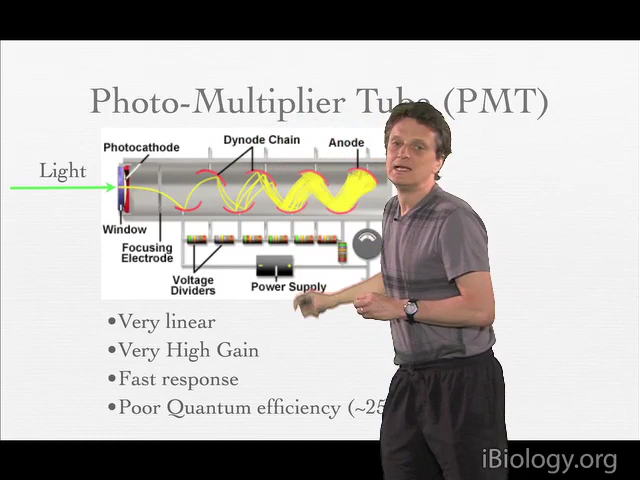 Photo-Multiplier Tube (PMT)
Photocathode
Dynode Chain
Anode
Light
Window
Focusing
Electrode
Voltage
Dividers
Power Supply
•Very linear
•Very High Gain
•Fast response
•Poor Quantum efficiency (~25
iBiology.org